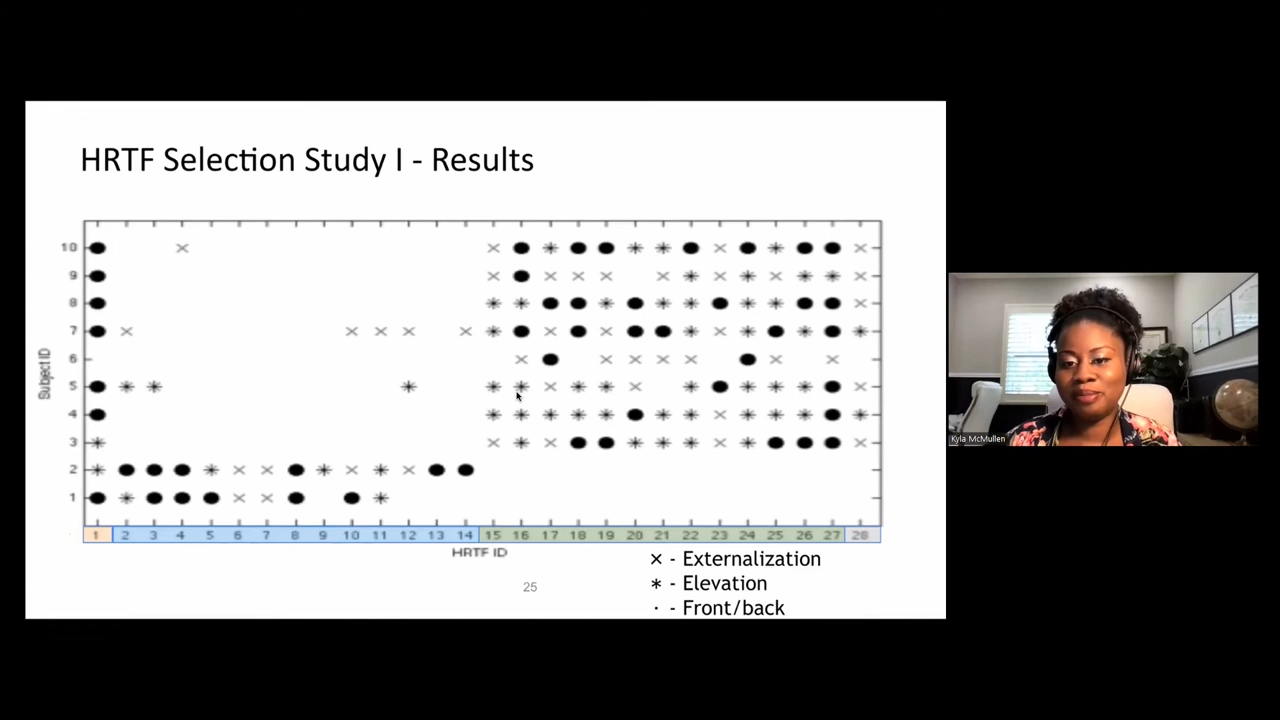 HRTF Selection Study I - Results
10
9
8
7
6
5
4
3
2
1
Subject ID
1 2 3 4 5 6 7 8 9 10 11 12 13 14 15 16 17 18 19 20 21 22 23 24 25 26 27 28
HRTF ID
× - Externalization
* - Elevation
· - Front/back
25
Kyla McMullen